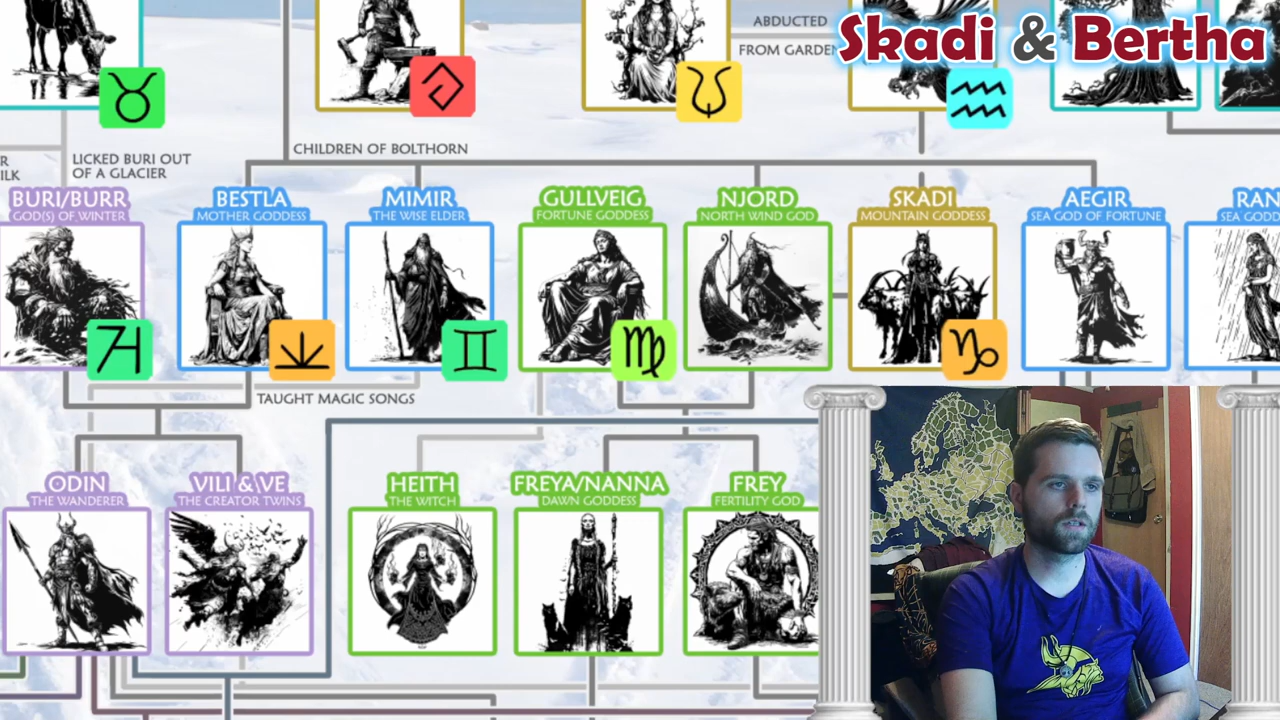 Skadi & Bertha
ABDUCTED
FROM GARDEN
CHILDREN OF BOLTHORN
LICKED BURI OUT
OF A GLACIER
BURI/BURR
GOD(S) OF WINTER
BESTLA
MOTHER GODDESS
MIMIR
THE WISE ELDER
GULLVEIG
FORTUNE GODDESS
NJORD
NORTH WIND GOD
SKADI
MOUNTAIN GODDESS
AEGIR
SEA GOD OF FORTUNE
RAN
SEA GODD
TAUGHT MAGIC SONGS
ODIN
THE WANDERER
VILI & VE
THE CREATOR TWINS
HEITH
THE WITCH
FREYA/NANNA
DAWN GODDESS
FREY
FERTILITY GOD